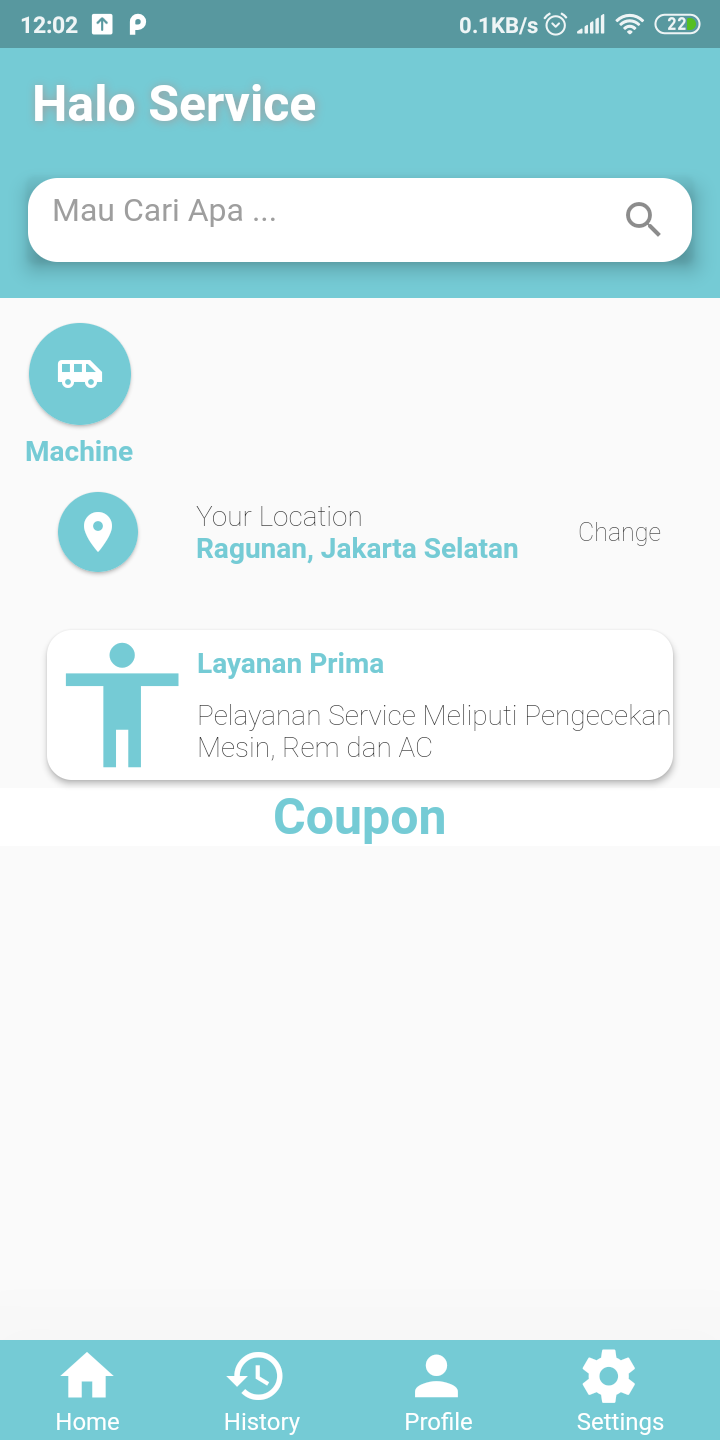 12:02
0.1KB/s
22
Halo Service
Mau Cari Apa ...
Machine
Your Location
Ragunan, Jakarta Selatan
Change
Layanan Prima
Pelayanan Service Meliputi Pengecekan
Mesin, Rem dan AC
Coupon
Home
History
Profile
Settings